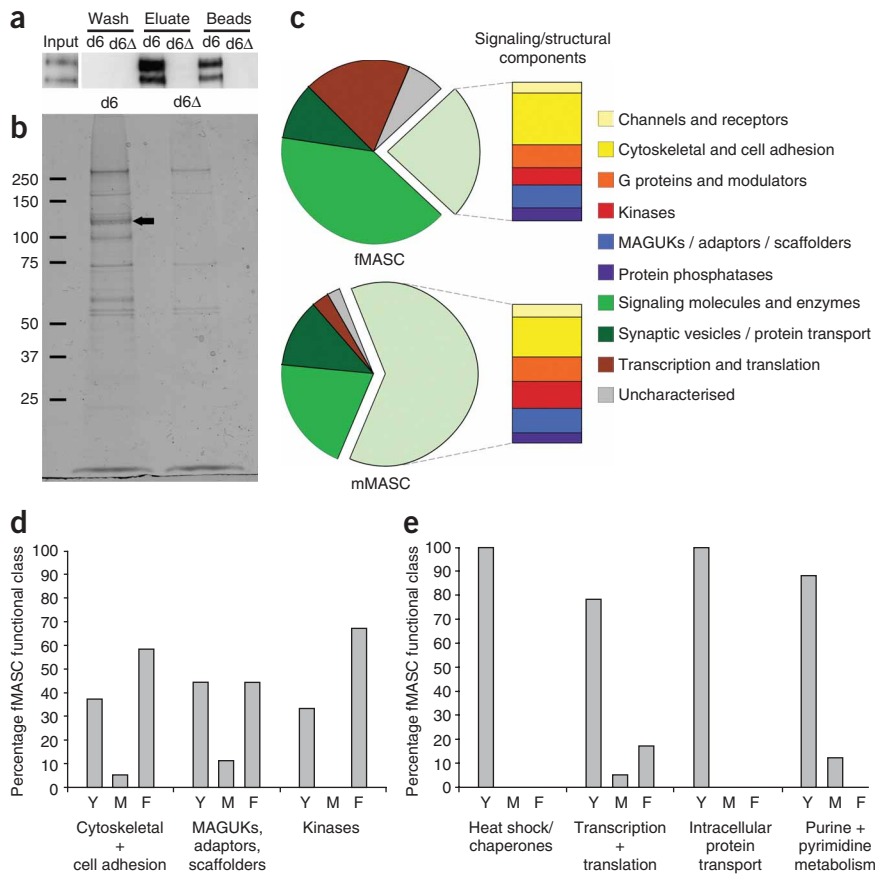 a
Wash Eluate Beads
Input d6 d6Δ d6 d6Δ d6 d6Δ
b
d6 d6Δ
250
150
100
75
50
37
25
c
Signaling/structural
components
fMASC
mMASC
Channels and receptors
Cytoskeletal and cell adhesion
G proteins and modulators
Kinases
MAGUKs / adaptors / scaffolders
Protein phosphatases
Signaling molecules and enzymes
Synaptic vesicles / protein transport
Transcription and translation
Uncharacterised
d
Percentage fMASC functional class
100
90
80
70
60
50
40
30
20
10
0
Y M F Y M F Y M F
Cytoskeletal
+
cell adhesion
MAGUKs,
adaptors,
scaffolders
Kinases
e
Percentage fMASC functional class
100
90
80
70
60
50
40
30
20
10
0
Y M F Y M F Y M F Y M F
Heat shock/
chaperones
Transcription
+
translation
Intracellular
protein
transport
Purine +
pyrimidine
metabolism